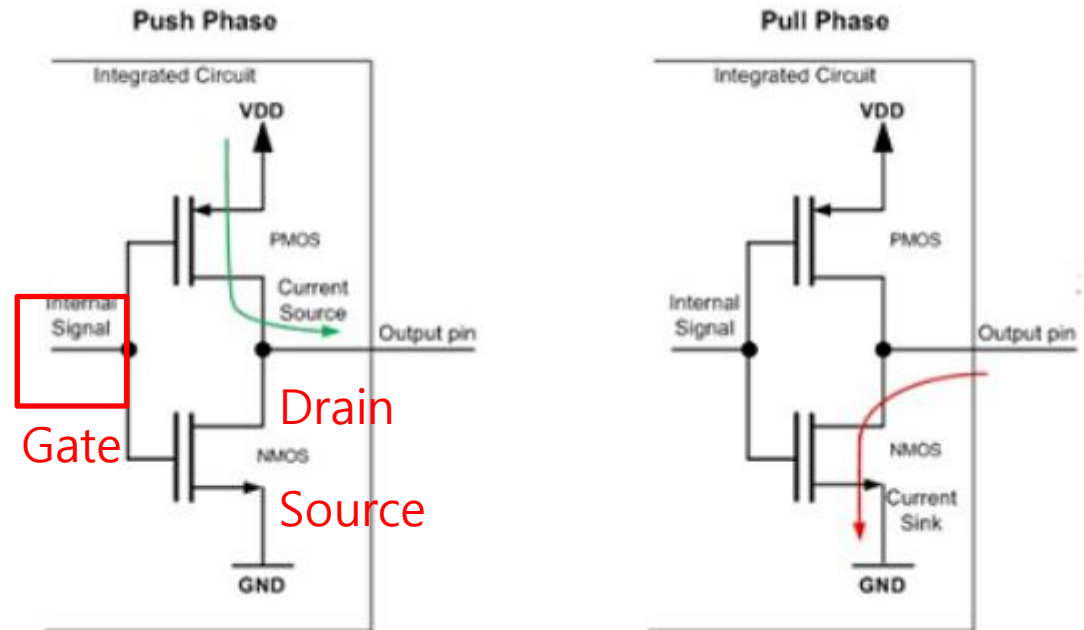 Push Phase
Integrated Circuit
VDD
PMOS
Current
Source
Internal
Signal
Output pin
Gate
Drain
NMOS
Source
GND
Pull Phase
Integrated Circuit
VDD
PMOS
Internal
Signal
Output pin
NMOS
Current
Sink
GND